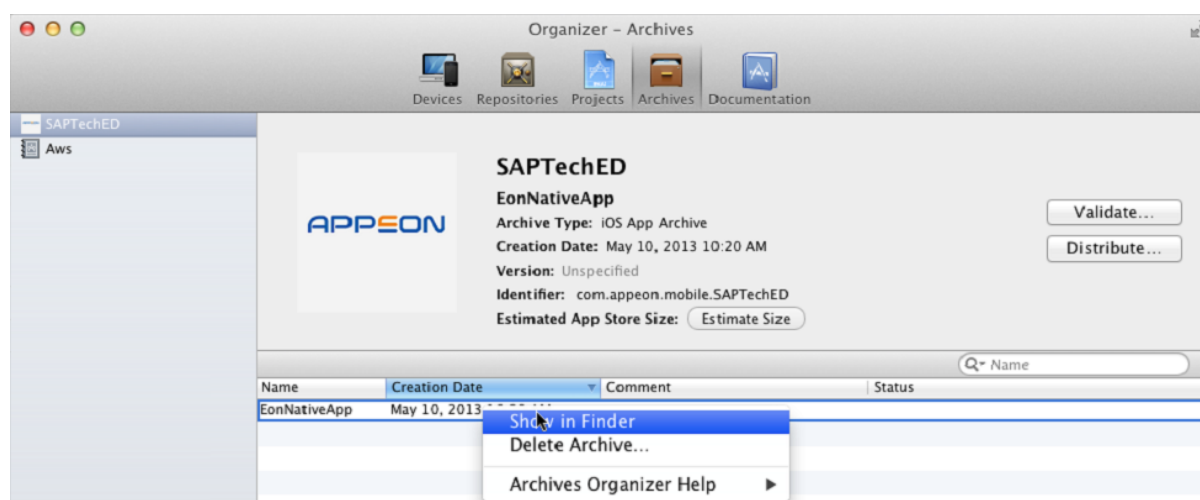 Organizer – Archives
Devices Repositories Projects Archives Documentation
SAPTechED
Aws
APPEON
SAPTechED
EonNativeApp
Archive Type: iOS App Archive
Creation Date: May 10, 2013 10:20 AM
Version: Unspecified
Identifier: com.appeon.mobile.SAPTechED
Estimated App Store Size: Estimate Size
Validate...
Distribute...
Name
Name Creation Date Comment Status
EonNativeApp May 10, 2013
Show in Finder
Delete Archive...
Archives Organizer Help